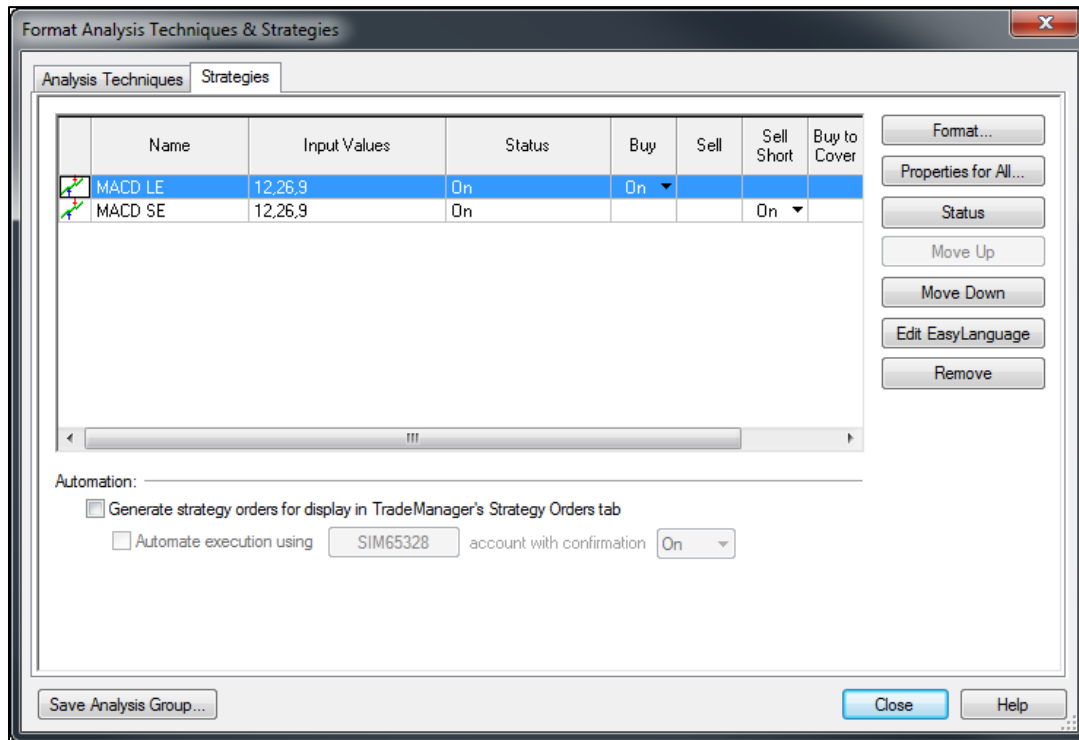 Format Analysis Techniques & Strategies
Analysis Techniques
Strategies
Name Input Values Status Buy Sell Sell Short Buy to Cover
MACD LE 12,26,9 On On
MACD SE 12,26,9 On On
Format...
Properties for All...
Status
Move Up
Move Down
Edit EasyLanguage
Remove
Automation:
Generate strategy orders for display in TradeManager's Strategy Orders tab
Automate execution using SIM65328 account with confirmation On
Save Analysis Group...
Close
Help